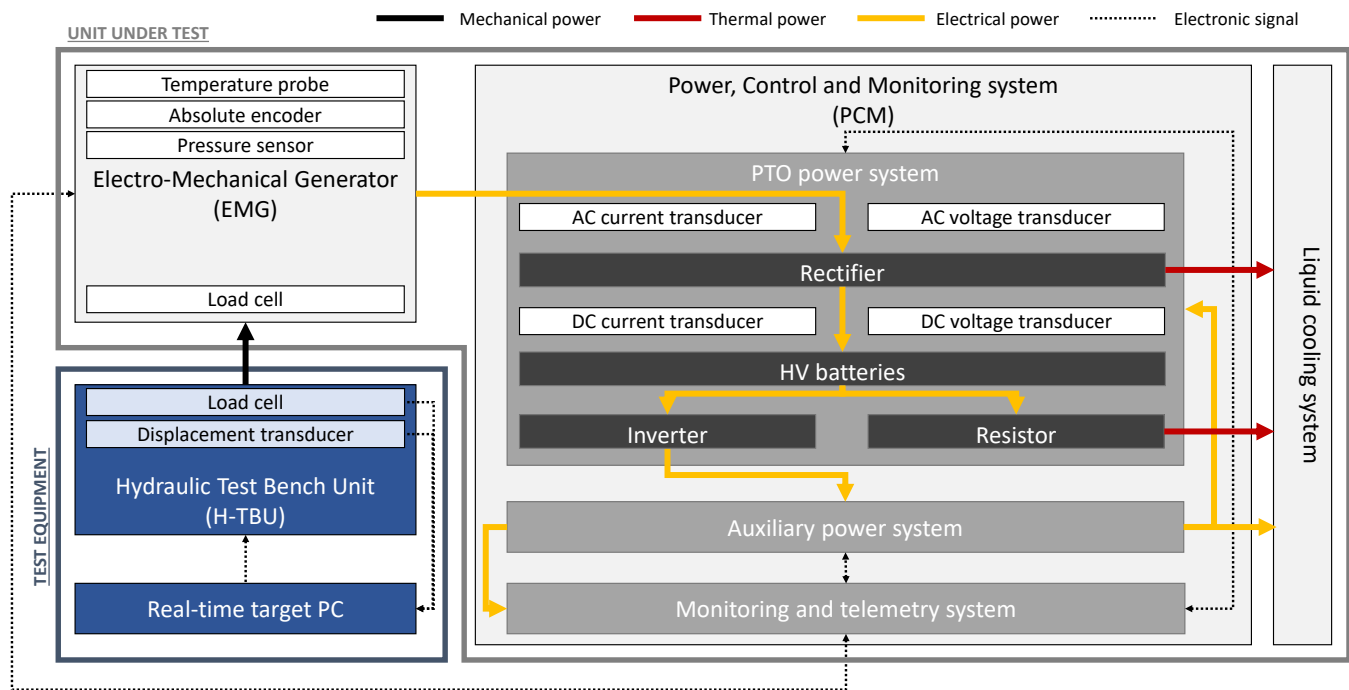 Mechanical power
Thermal power
Electrical power
Electronic signal
UNIT UNDER TEST
Temperature probe
Absolute encoder
Pressure sensor
Electro-Mechanical Generator
(EMG)
Load cell
Power, Control and Monitoring system
(PCM)
PTO power system
AC current transducer
AC voltage transducer
Rectifier
DC current transducer
DC voltage transducer
HV batteries
Inverter
Resistor
Auxiliary power system
Monitoring and telemetry system
Liquid cooling system
TEST EQUIPMENT
Load cell
Displacement transducer
Hydraulic Test Bench Unit
(H-TBU)
Real-time target PC